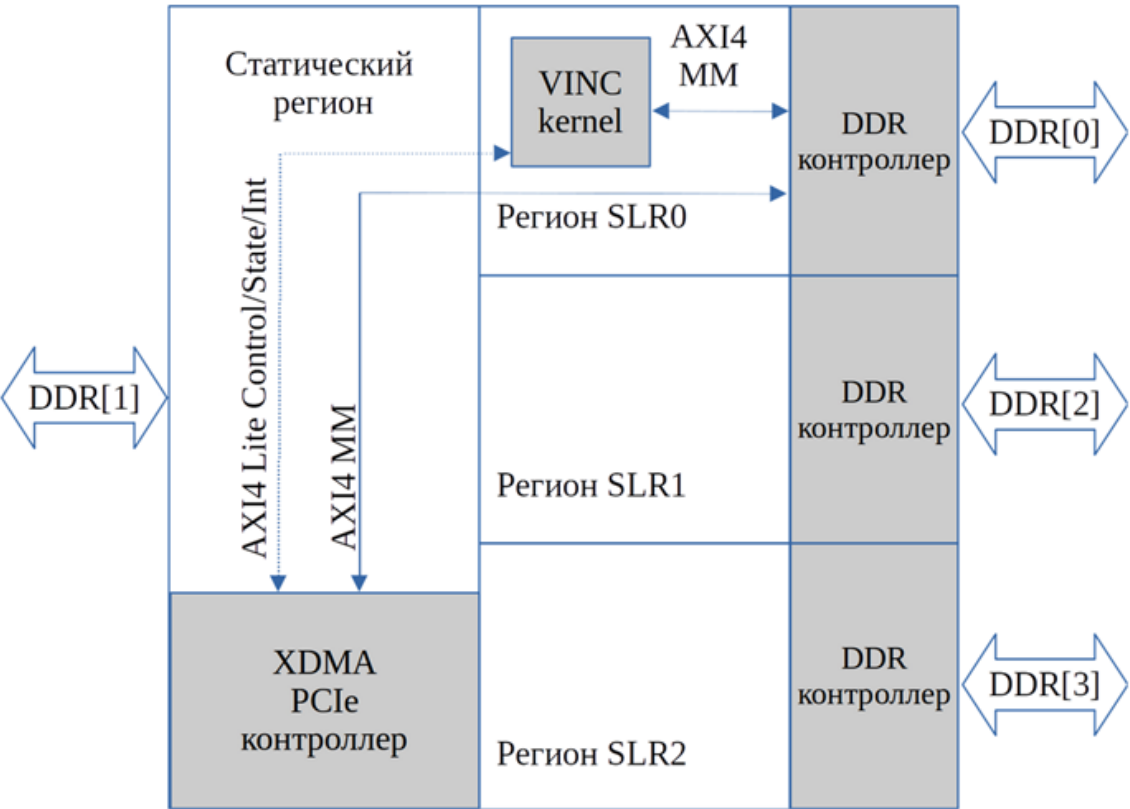 Статический
регион
VINC
kernel
AXI4
MM
DDR
контроллер
DDR[0]
Регион SLR0
AXI4 Lite Control/State/Int
AXI4 MM
DDR[1]
DDR
контроллер
DDR[2]
Регион SLR1
XDMA
PCIe
контроллер
DDR
контроллер
DDR[3]
Регион SLR2